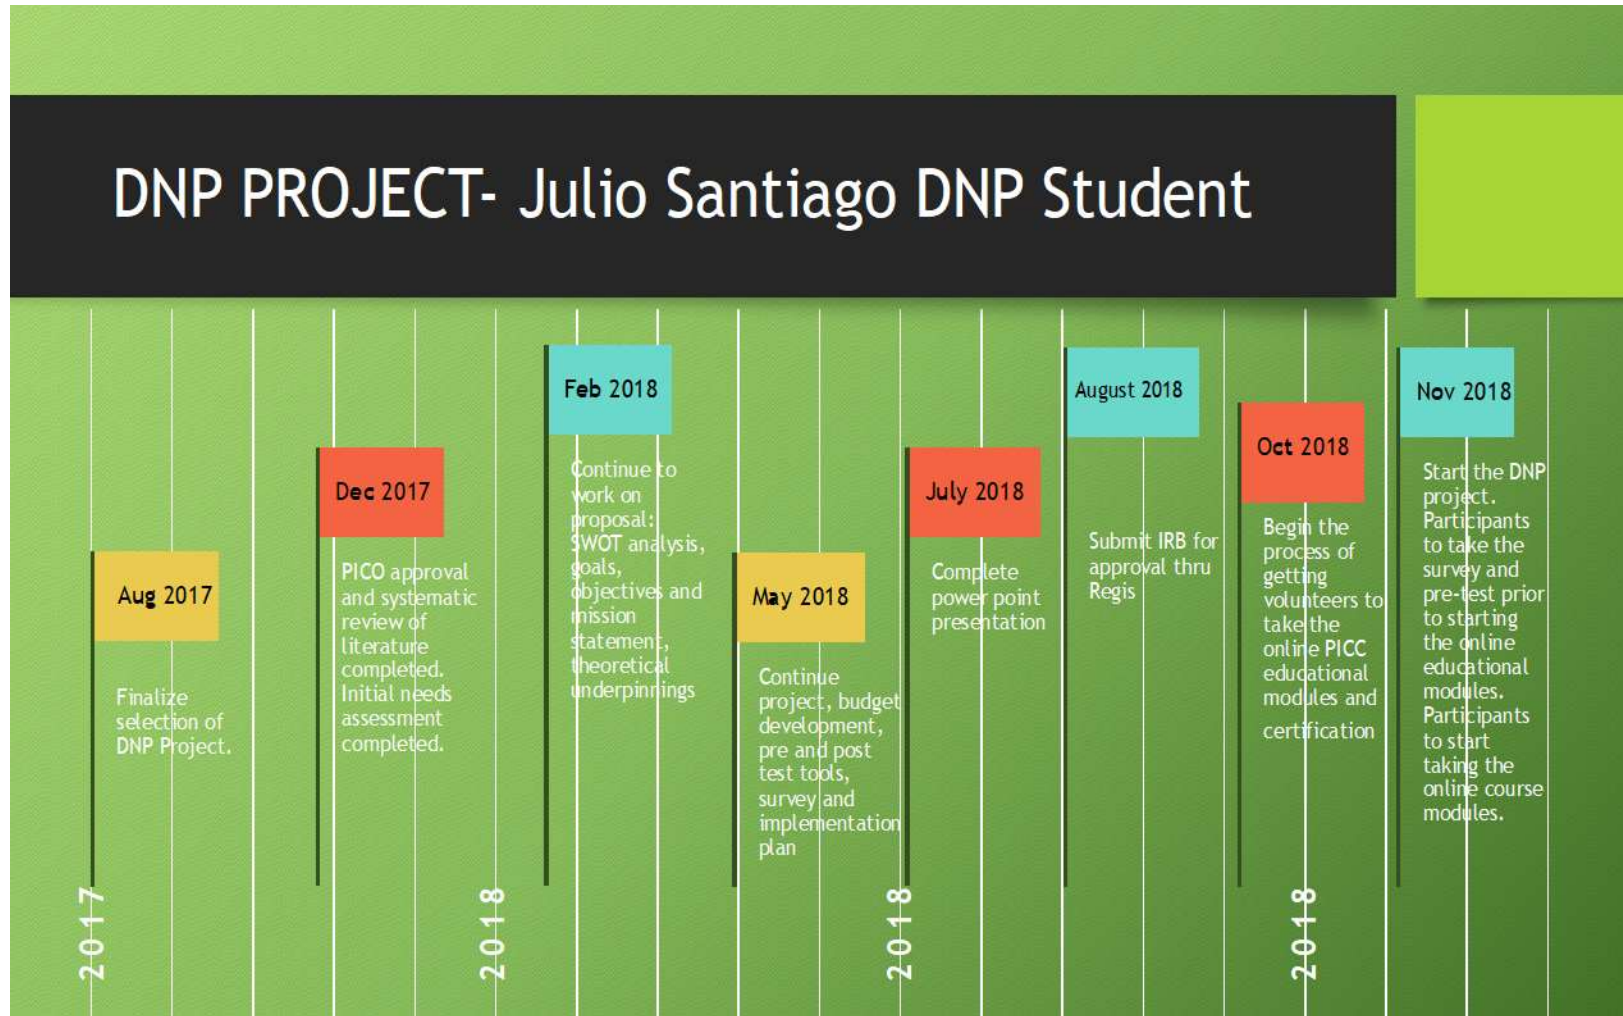 DNP PROJECT- Julio Santiago DNP Student
Aug 2017
Finalize
selection of
DNP Project.
Dec 2017
PICO approval
and systematic
review of
literature
completed.
Initial needs
assessment
completed.
Feb 2018
Continue to
work on
proposal:
SWOT analysis,
goals,
objectives and
mission
statement,
theoretical
underpinnings
May 2018
Continue
project, budget
development,
pre and post
test tools,
survey and
implementation
plan
July 2018
Complete
power point
presentation
August 2018
Submit IRB for
approval thru
Regis
Oct 2018
Begin the
process of
getting
volunteers to
take the
online PICC
educational
modules and
certification
Nov 2018
Start the DNP
project.
Participants
to take the
survey and
pre-test prior
to starting
the online
educational
modules.
Participants
to start
taking the
online course
modules.
2017
2018
2018
2018